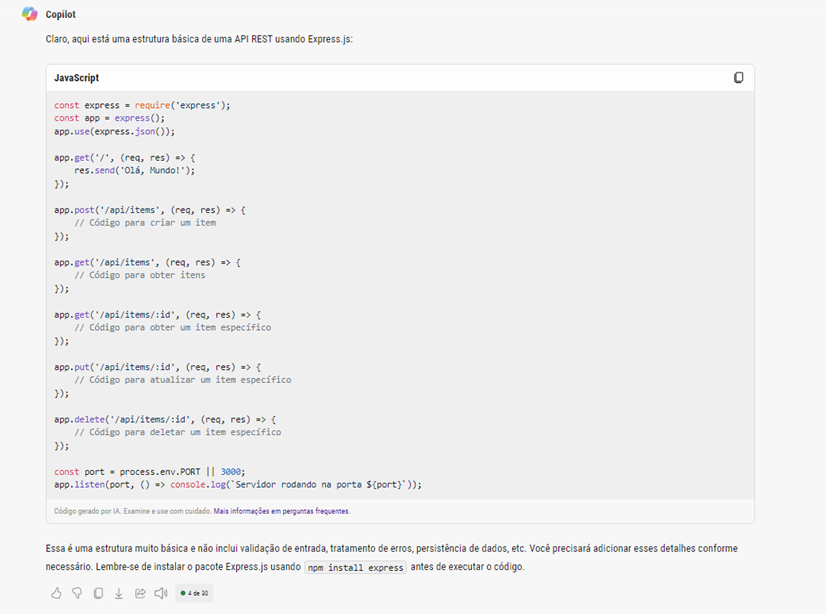 Copilot
Claro, aqui está uma estrutura básica de uma API REST usando Express.js:
JavaScript
const express = require('express');
const app = express();
app.use(express.json());
app.get('/', (req, res) => {
    res.send('Olá, Mundo!');
});
app.post('/api/items', (req, res) => {
    // Código para criar um item
});
app.get('/api/items', (req, res) => {
    // Código para obter itens
});
app.get('/api/items/:id', (req, res) => {
    // Código para obter um item específico
});
app.put('/api/items/:id', (req, res) => {
    // Código para atualizar um item específico
});
app.delete('/api/items/:id', (req, res) => {
    // Código para deletar um item específico
});
const port = process.env.PORT || 3000;
app.listen(port, () => console.log(`Servidor rodando na porta ${port}`));
Código gerado por IA. Examine e use com cuidado. Mais informações em perguntas frequentes.
Essa é uma estrutura muito básica e não inclui validação de entrada, tratamento de erros, persistência de dados, etc. Você precisará adicionar esses detalhes conforme
necessário. Lembre-se de instalar o pacote Express.js usando npm install express antes de executar o código.
4 de 30